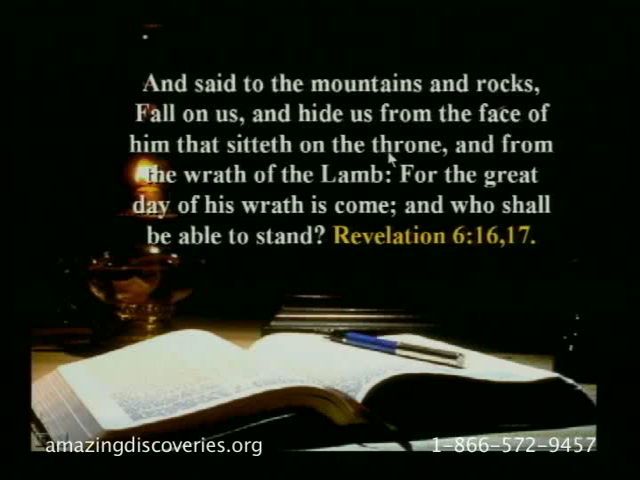 And said to the mountains and rocks,
Fall on us, and hide us from the face of
him that sitteth on the throne, and from
the wrath of the Lamb: For the great
day of his wrath is come; and who shall
be able to stand? Revelation 6:16,17.
amazingdiscoveries.org
1-866-572-9457